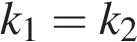 k₁ = k₂